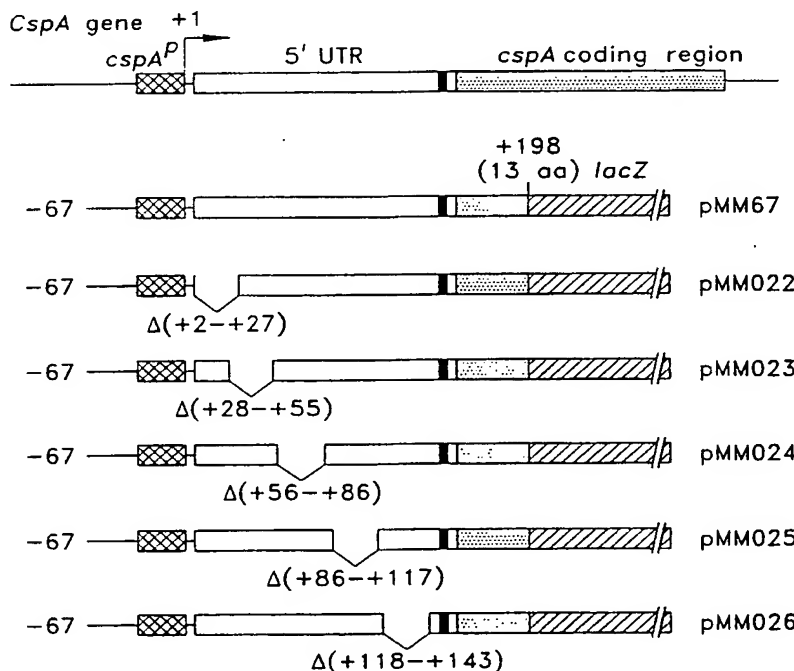 CspA gene +1
cspAP
5' UTR
cspA coding region
+198
(13 aa) lacZ
-67 pMM67
-67 pMM022
Δ(+2-+27)
-67 pMM023
Δ(+28-+55)
-67 pMM024
Δ(+56-+86)
-67 pMM025
Δ(+86-+117)
-67 pMM026
Δ(+118-+143)